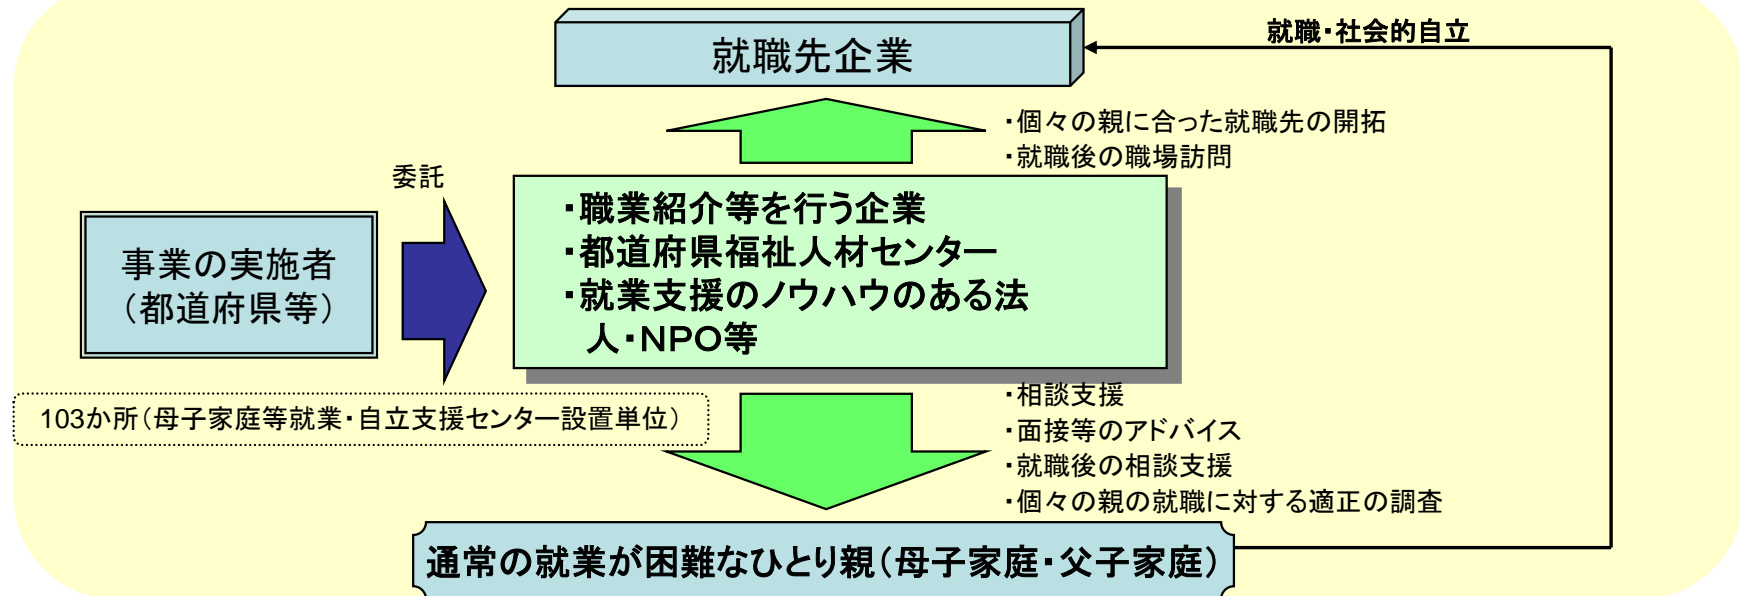 就職先企業
就職・社会的自立
・個々の親に合った就職先の開拓
・就職後の職場訪問
委託
事業の実施者
（都道府県等）
・職業紹介等を行う企業
・都道府県福祉人材センター
・就業支援のノウハウのある法
人・NPO等
103か所（母子家庭等就業・自立支援センター設置単位）
・相談支援
・面接等のアドバイス
・就職後の相談支援
・個々の親の就職に対する適正の調査
通常の就業が困難なひとり親（母子家庭・父子家庭）